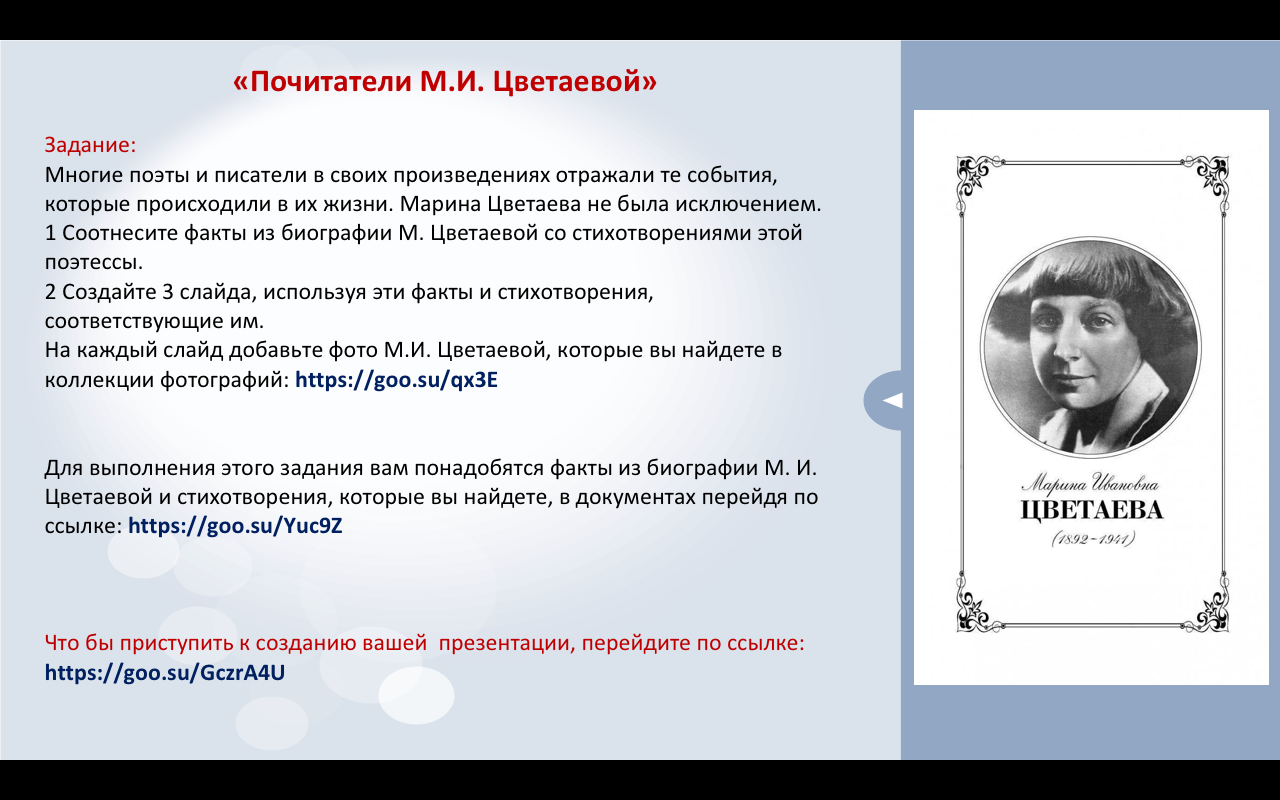 «Почитатели М.И. Цветаевой»
Задание:
Многие поэты и писатели в своих произведениях отражали те события,
которые происходили в их жизни. Марина Цветаева не была исключением.
1 Соотнесите факты из биографии М. Цветаевой со стихотворениями этой
поэтессы.
2 Создайте 3 слайда, используя эти факты и стихотворения,
соответствующие им.
На каждый слайд добавьте фото М.И. Цветаевой, которые вы найдете в
коллекции фотографий: https://goo.su/qx3E
Для выполнения этого задания вам понадобятся факты из биографии М. И.
Цветаевой и стихотворения, которые вы найдете, в документах перейдя по
ссылке: https://goo.su/Yuc9Z
Что бы приступить к созданию вашей  презентации, перейдите по ссылке:
https://goo.su/GczrA4U
Марина Ивановна
ЦВЕТАЕВА
(1892-1941)